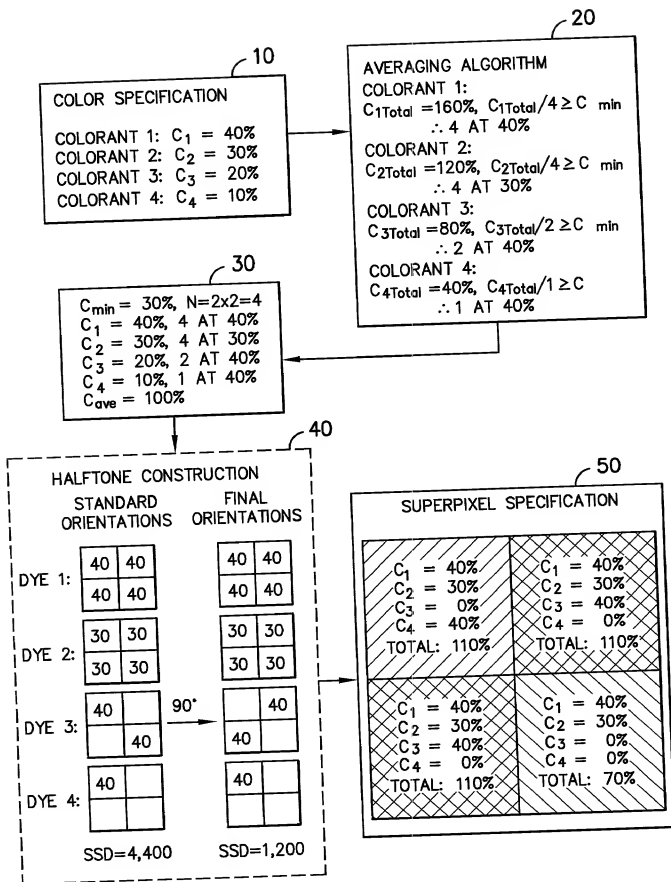 10
COLOR SPECIFICATION
COLORANT 1: C1 = 40%
COLORANT 2: C2 = 30%
COLORANT 3: C3 = 20%
COLORANT 4: C4 = 10%
20
AVERAGING ALGORITHM
COLORANT 1:
C1Total =160%, C1Total/4 ≥ C min
∴ 4 AT 40%
COLORANT 2:
C2Total =120%, C2Total/4 ≥ C min
∴ 4 AT 30%
COLORANT 3:
C3Total =80%, C3Total/2 ≥ C min
∴ 2 AT 40%
COLORANT 4:
C4Total =40%, C4Total/1 ≥ C
∴ 1 AT 40%
30
Cmin = 30%, N=2x2=4
C1 = 40%, 4 AT 40%
C2 = 30%, 4 AT 30%
C3 = 20%, 2 AT 40%
C4 = 10%, 1 AT 40%
Cave = 100%
40
HALFTONE CONSTRUCTION
STANDARD ORIENTATIONS
FINAL ORIENTATIONS
DYE 1:
40 40
40 40
40 40
40 40
DYE 2:
30 30
30 30
30 30
30 30
DYE 3:
40
40
90°
40
40
DYE 4:
40
40
SSD=4,400
SSD=1,200
50
SUPERPIXEL SPECIFICATION
C1 = 40%
C2 = 30%
C3 = 0%
C4 = 40%
TOTAL: 110%
C1 = 40%
C2 = 30%
C3 = 40%
C4 = 0%
TOTAL: 110%
C1 = 40%
C2 = 30%
C3 = 40%
C4 = 0%
TOTAL: 110%
C1 = 40%
C2 = 30%
C3 = 0%
C4 = 0%
TOTAL: 70%